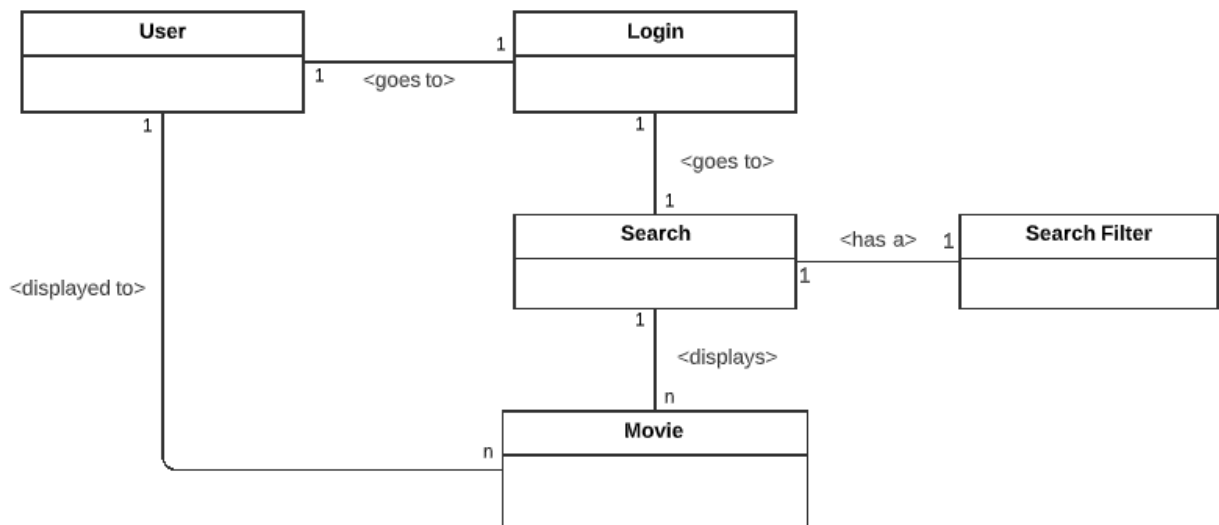 User
Login
1
1
<goes to>
1
1
<goes to>
1
Search
<has a>
1
Search Filter
1
<displayed to>
1
<displays>
n
Movie
n